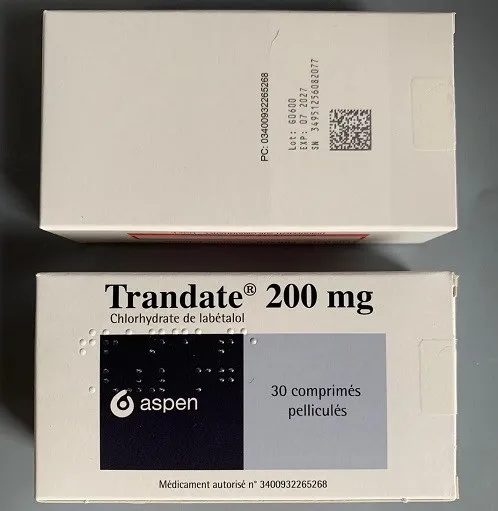 PC: 03400932265268
Lot: G0600
EXP: 07 2027
SN 34951256082077
Trandate® 200 mg
Chlorhydrate de labétalol
aspen
30 comprimés
pelliculés
Médicament autorisé n° 3400932265268